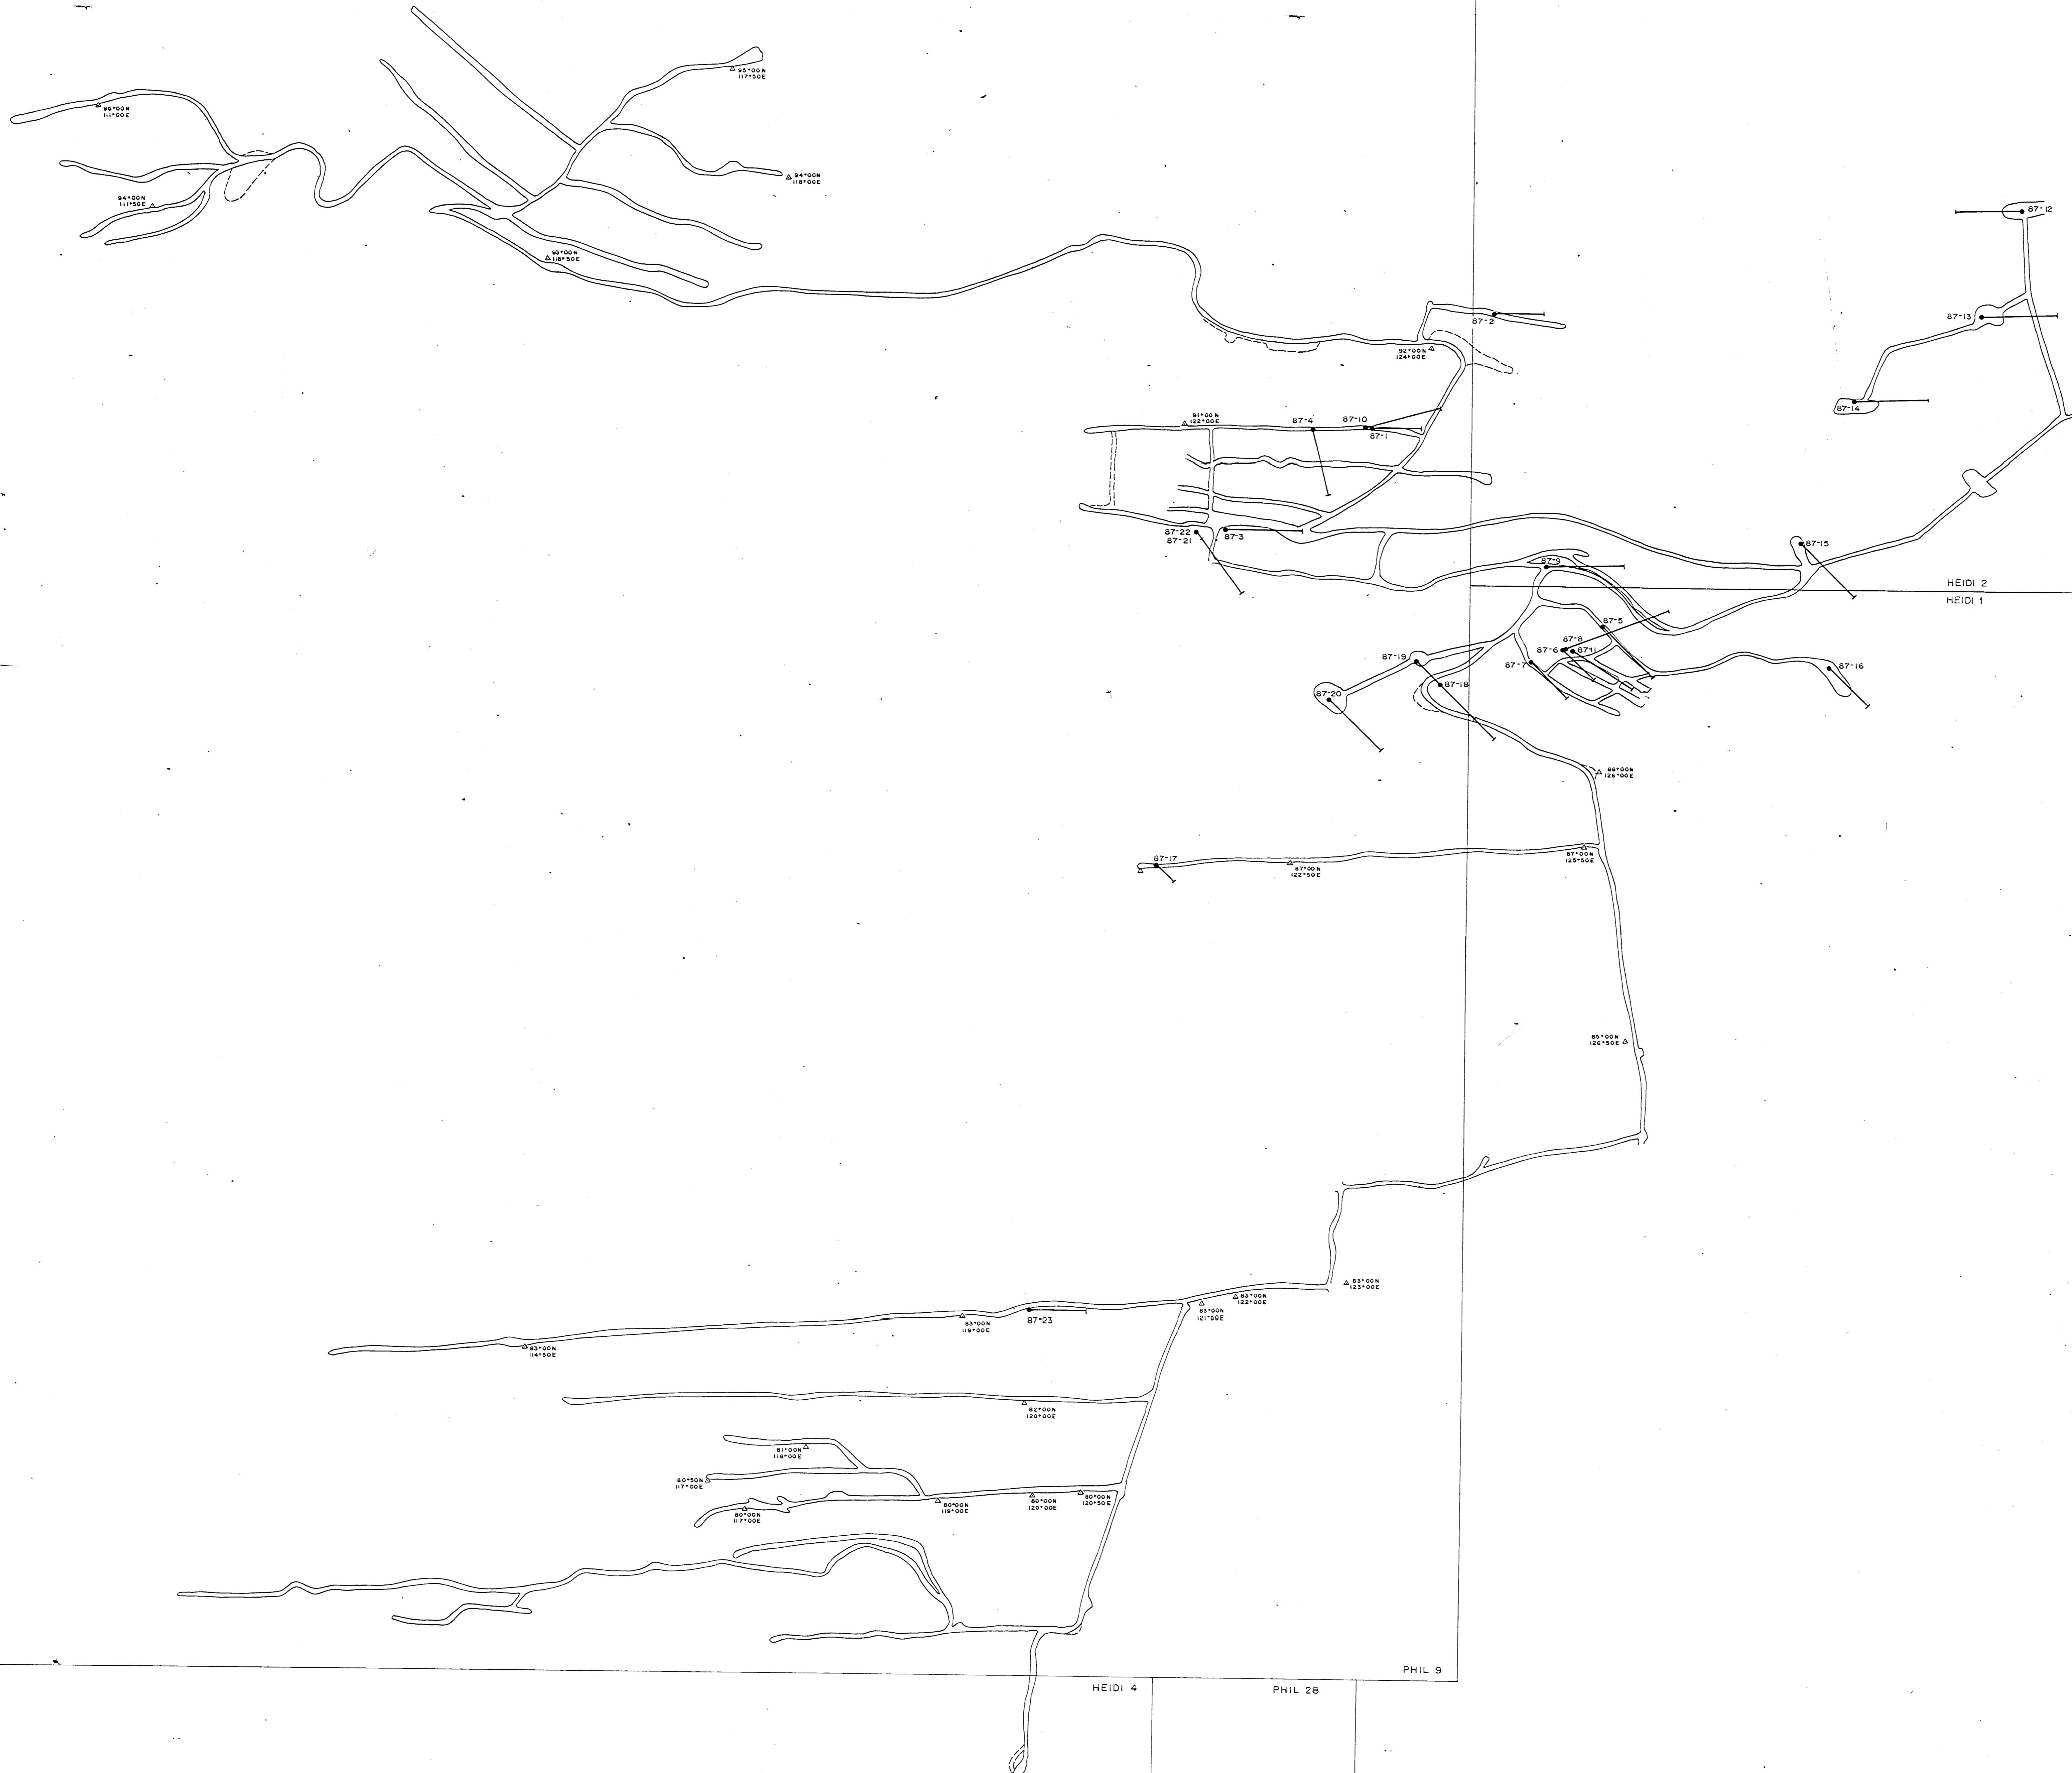 95+00N
117+50E
95+00N
111+00E
94+00N
118+00E
94+00N
111+50E
87-12
93+00N
118+50E
87-13
87-2
92+00N
124+00E
87-14
91+00N
122+00E
87-4
87-10
87-1
87-22
87-21
87-3
87-15
87-9
HEIDI 2
HEIDI 1
87-5
87-8
87-6
87-11
87-19
87-7
87-16
87-18
87-20
88+00N
126+00E
87-17
87+00N
125+50E
87+00N
122+50E
85+00N
126+50E
83+00N
123+00E
83+00N
122+00E
83+00N
121+50E
87-23
83+00N
119+00E
83+00N
114+50E
82+00N
120+00E
81+00N
118+00E
80+50N
117+00E
80+00N
120+50E
80+00N
120+00E
80+00N
119+00E
80+00N
117+00E
PHIL 9
HEIDI 4
PHIL 28